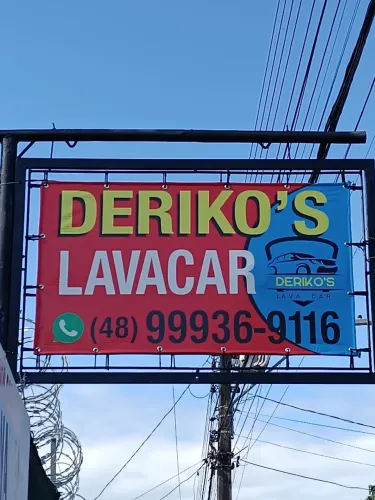 DERIKO'S
LAVACAR
DERIKO'S
LAVA CAR
(48) 99936-9116